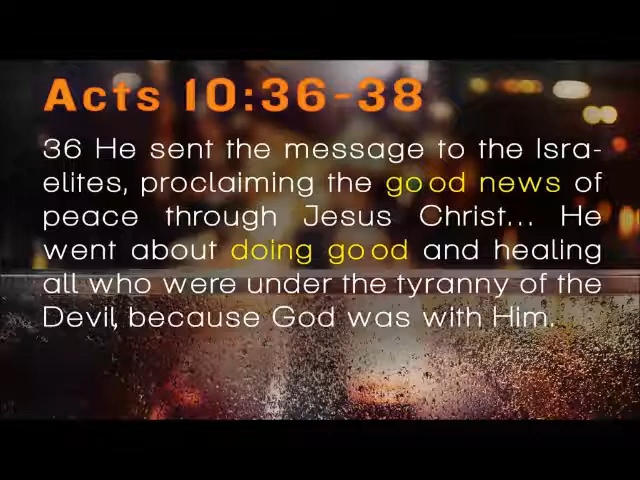 Acts 10:36-38
36 He sent the message to the Isra-
elites, proclaiming the good news of
peace through Jesus Christ... He
went about doing good and healing
all who were under the tyranny of the
Devil, because God was with Him.